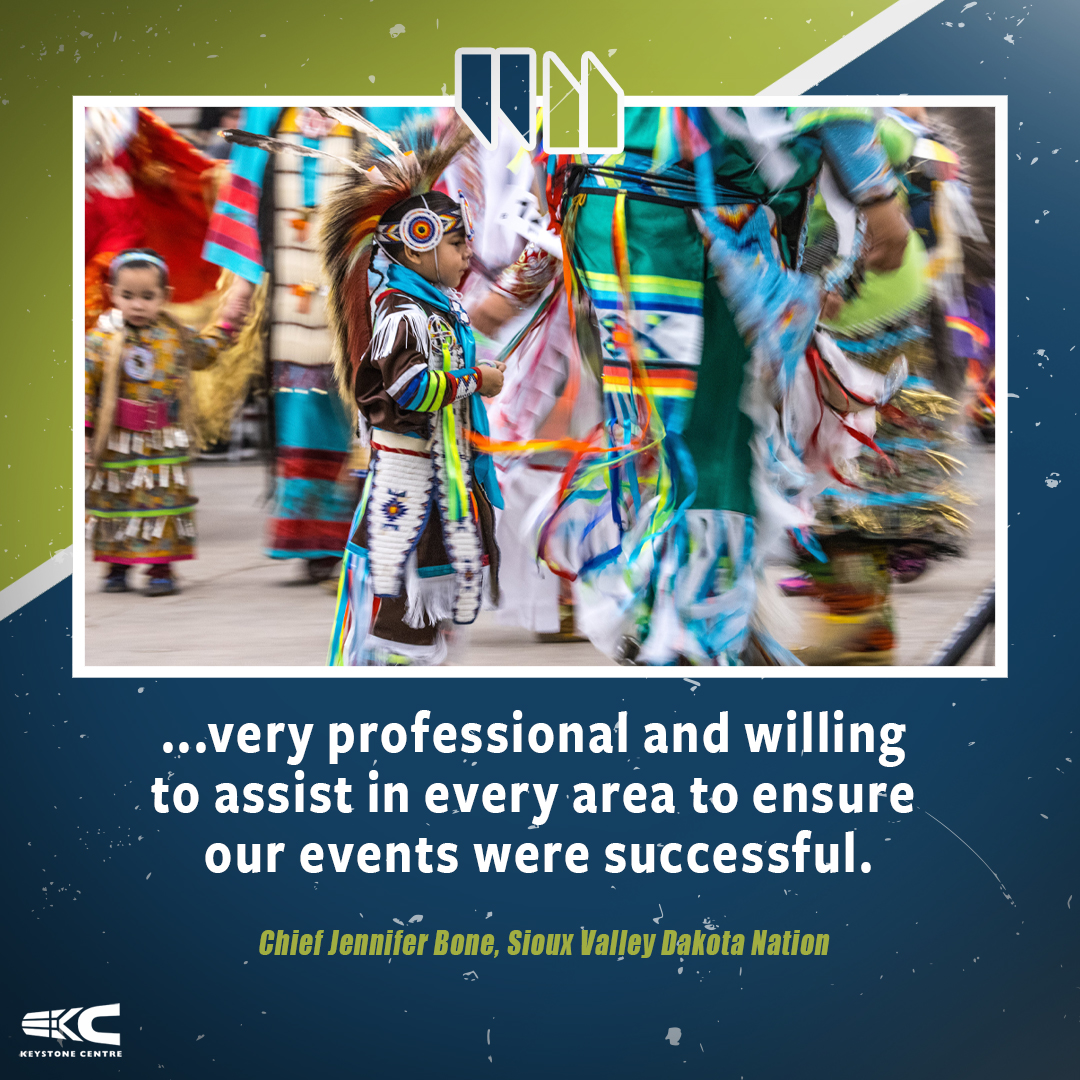 ...very professional and willing
to assist in every area to ensure
our events were successful.
Chief Jennifer Bone, Sioux Valley Dakota Nation
KC
KEYSTONE CENTRE